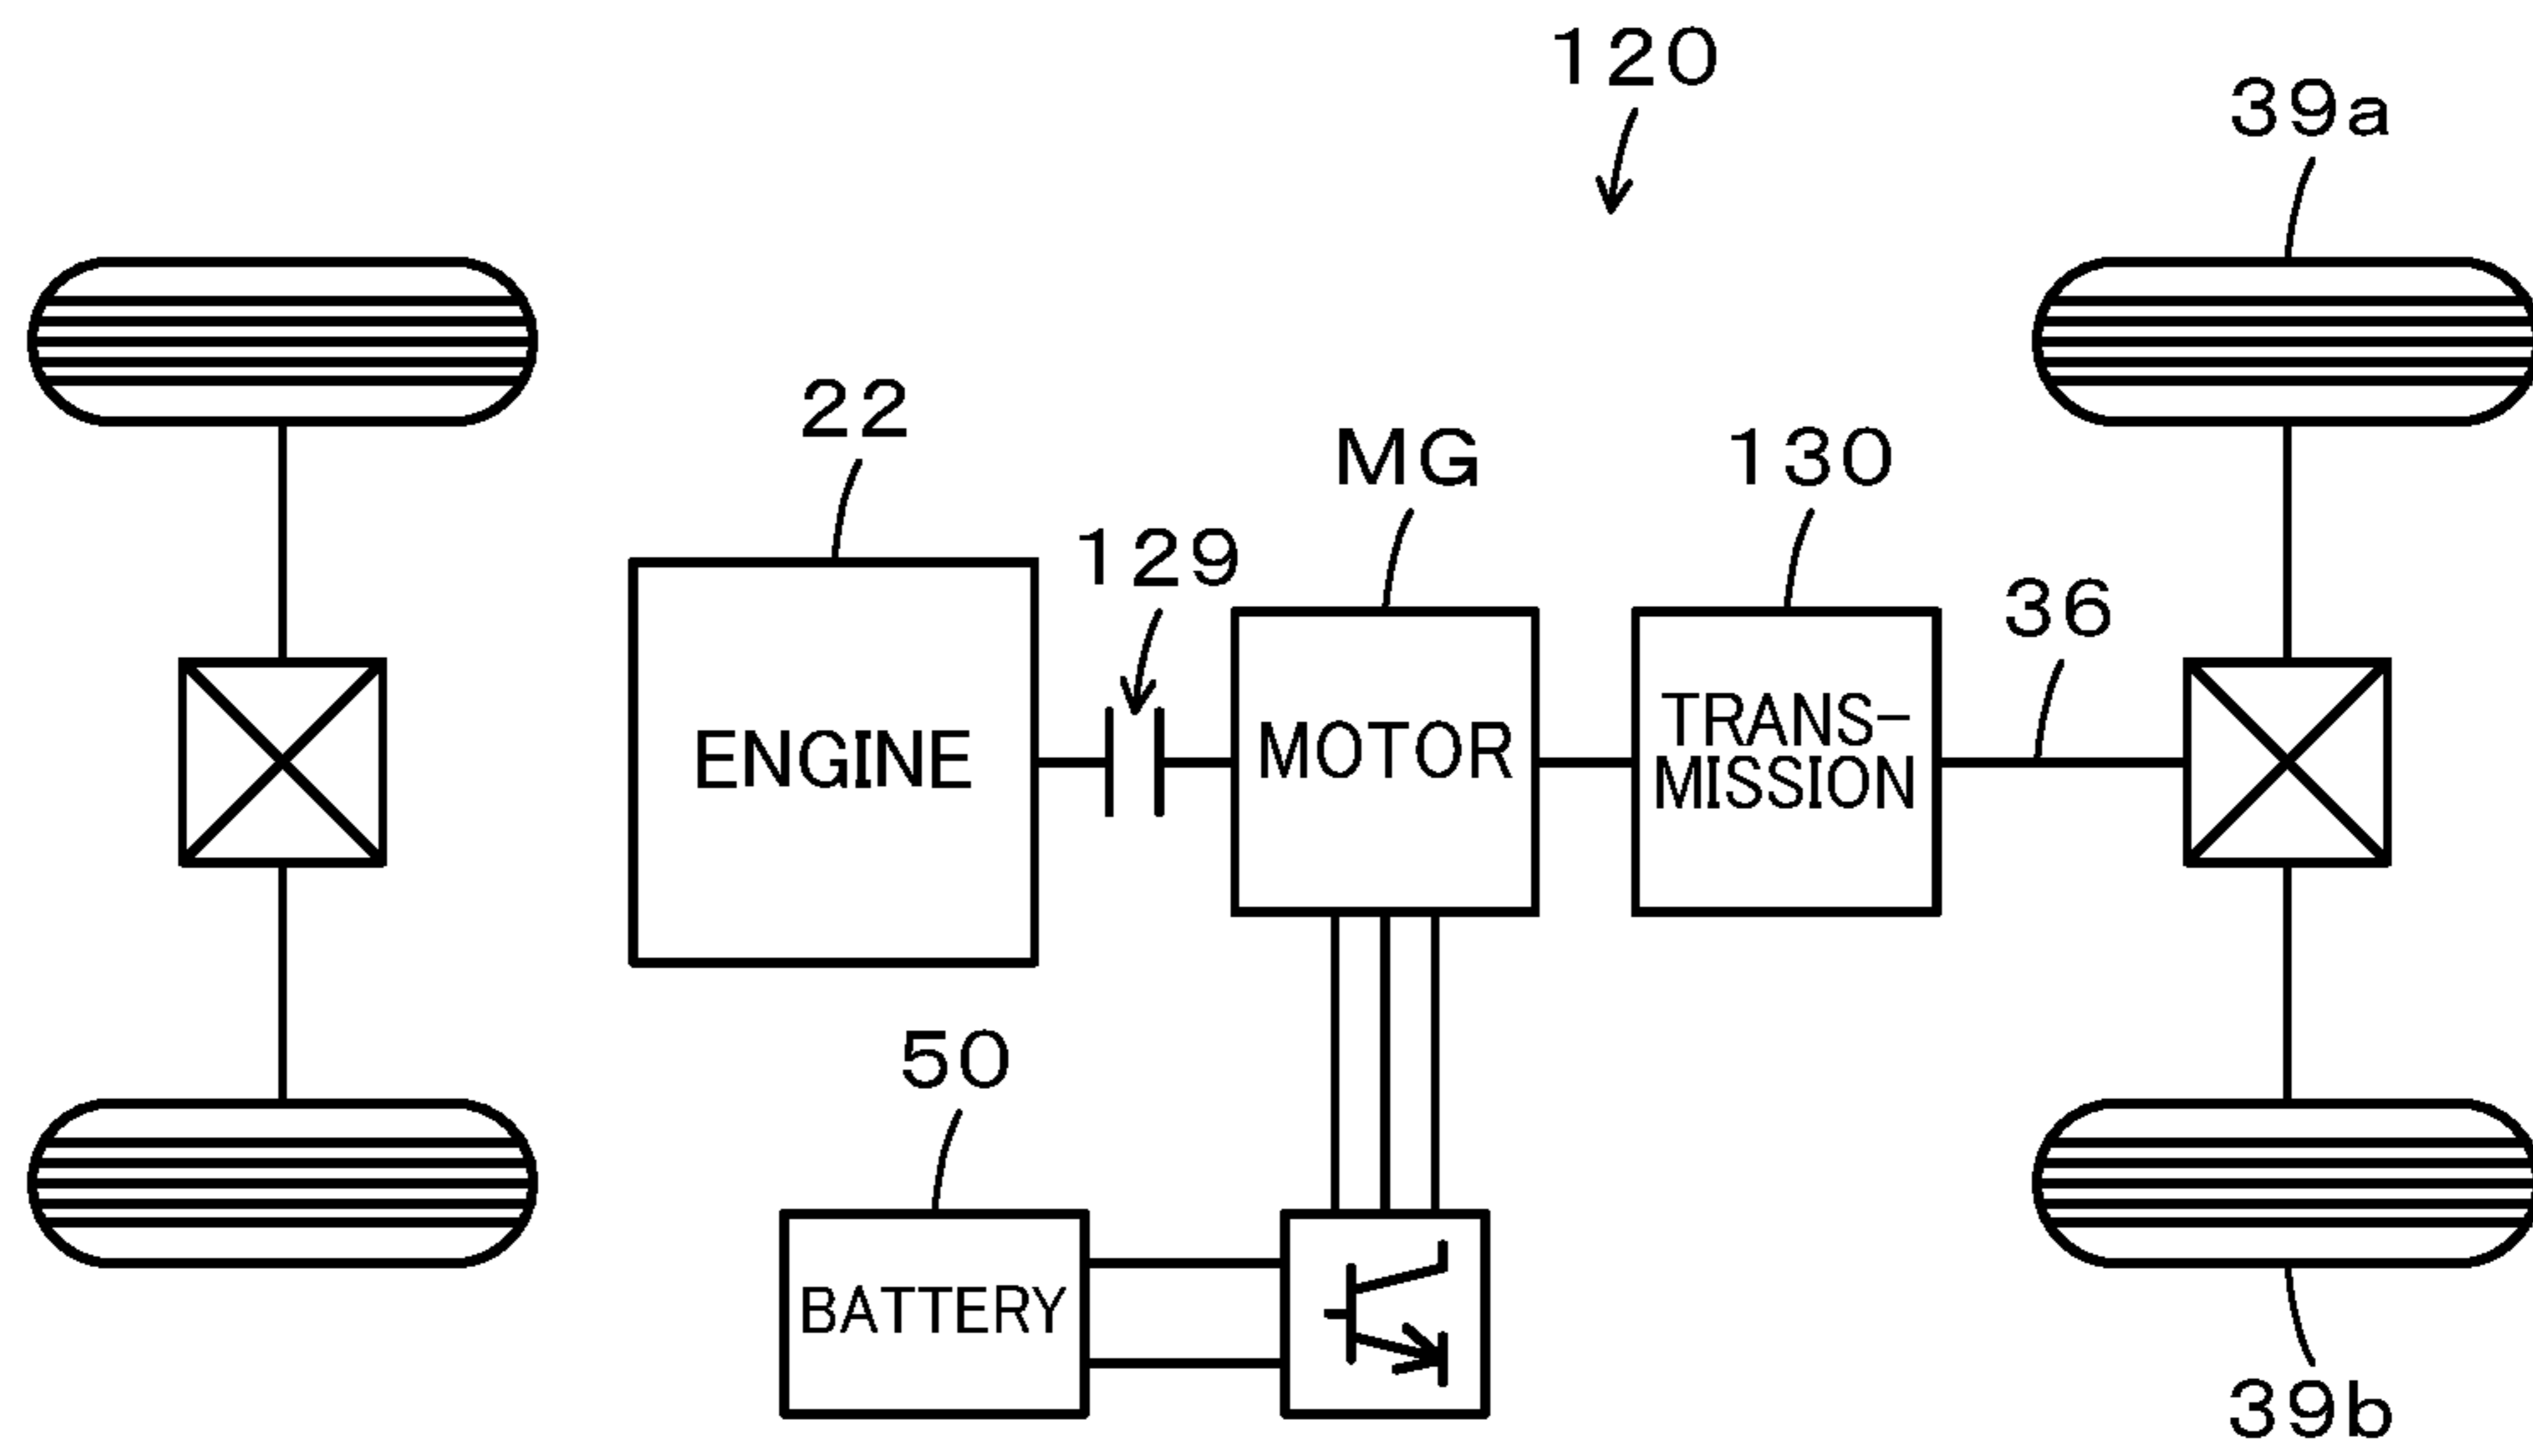 120
39a
22
MG
130
129
36
ENGINE
MOTOR
TRANS-
MISSION
50
BATTERY
39b